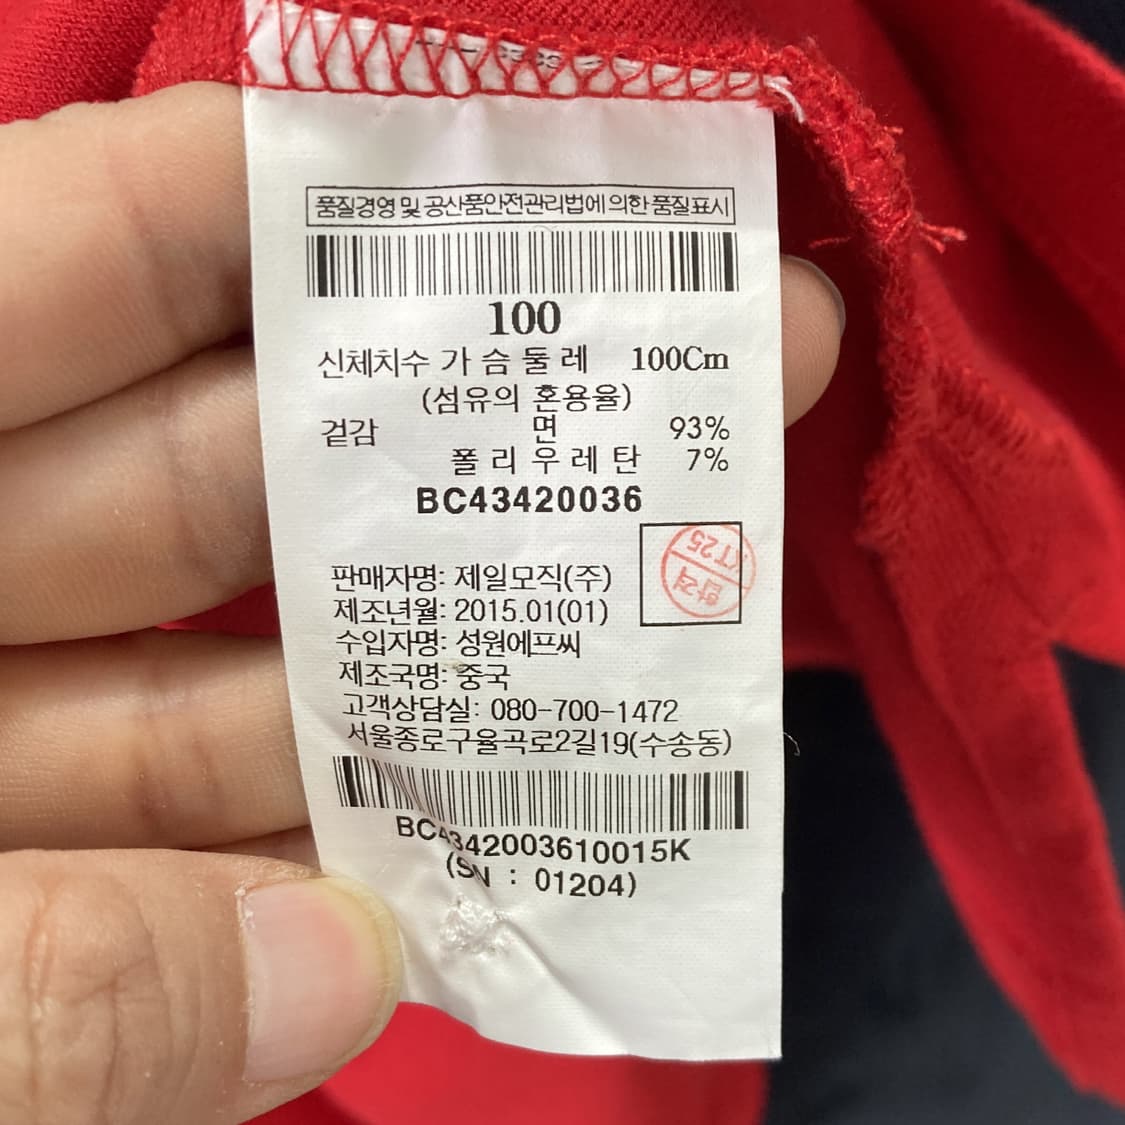 품질경영 및 공산품안전관리법에 의한 품질표시
100
신체치수 가 슴 둘 레 100Cm
(섬유의 혼용율)
겉감 면 93%
폴 리 우 레 탄 7%
BC43420036
KT25
합격
판매자명: 제일모직(주)
제조년월: 2015.01(01)
수입자명: 성원에프씨
제조국명: 중국
고객상담실: 080-700-1472
서울종로구율곡로2길19(수송동)
BC4342003610015K
(SN : 01204)